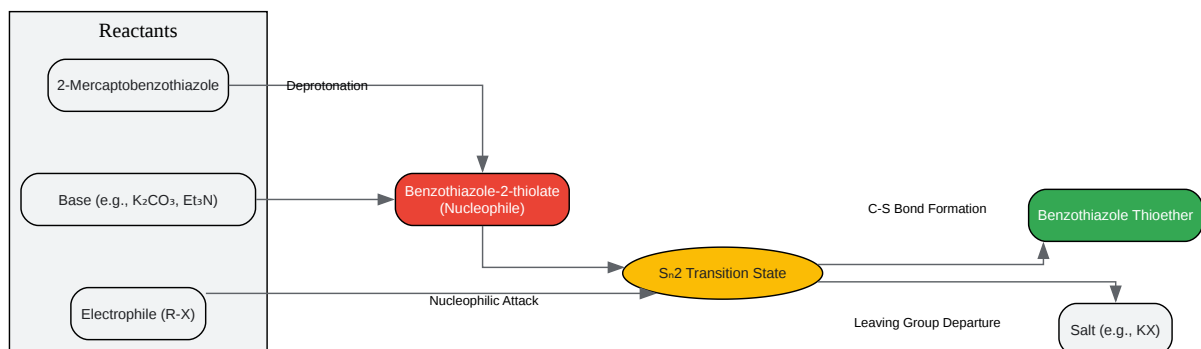 Reactants
2-Mercaptobenzothiazole
Deprotonation
Base (e.g., K₂CO₃, Et₃N)
Benzothiazole-2-thiolate
(Nucleophile)
C-S Bond Formation
Benzothiazole Thioether
Sₙ2 Transition State
Electrophile (R-X)
Nucleophilic Attack
Leaving Group Departure
Salt (e.g., KX)